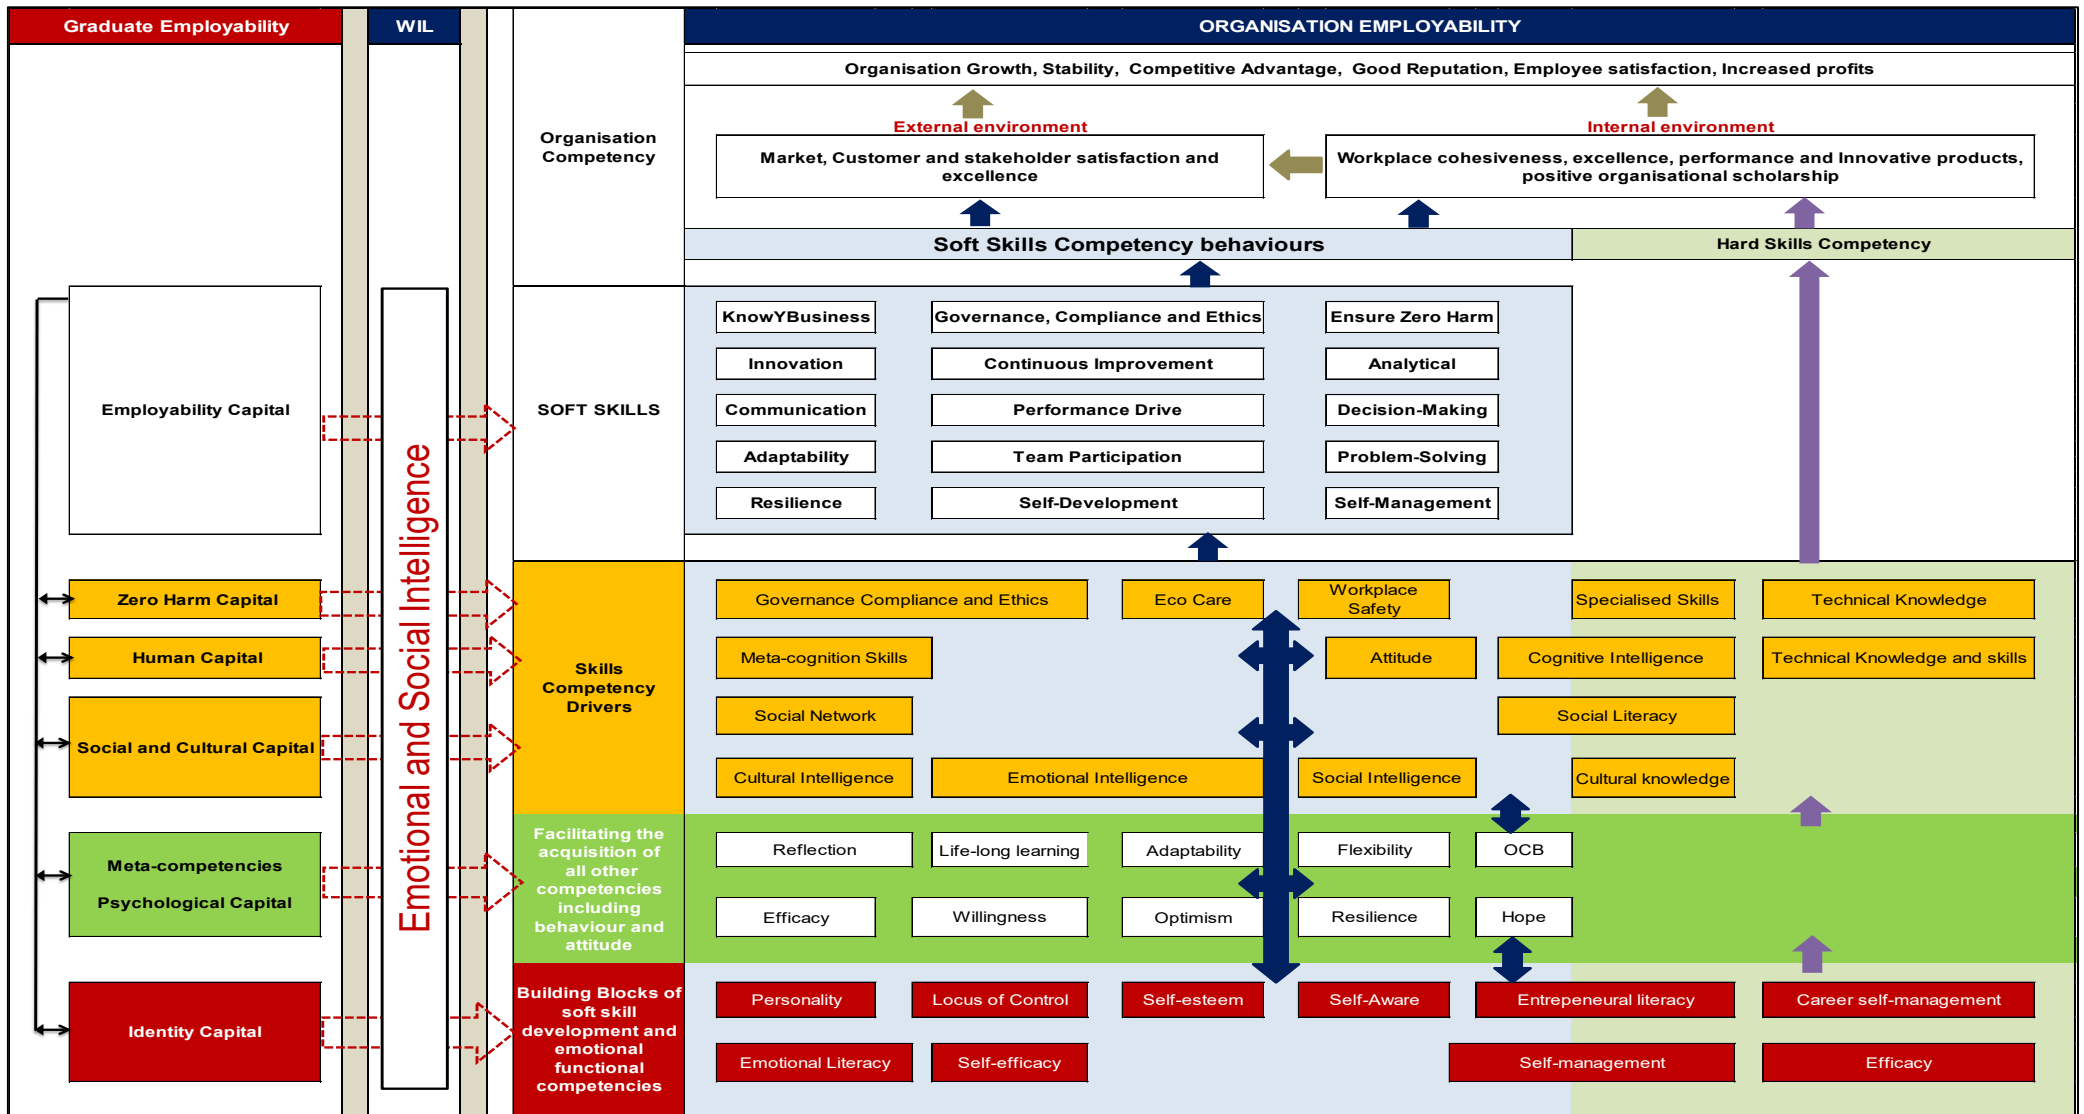 Graduate Employability
WIL
ORGANISATION EMPLOYABILITY
Organisation Growth, Stability, Competitive Advantage, Good Reputation, Employee satisfaction, Increased profits
Organisation
Competency
External environment
Internal environment
Market, Customer and stakeholder satisfaction and
excellence
Workplace cohesiveness, excellence, performance and Innovative products,
positive organisational scholarship
Soft Skills Competency behaviours
Hard Skills Competency
Employability Capital
Emotional and Social Intelligence
SOFT SKILLS
KnowYBusiness
Governance, Compliance and Ethics
Ensure Zero Harm
Innovation
Continuous Improvement
Analytical
Communication
Performance Drive
Decision-Making
Adaptability
Team Participation
Problem-Solving
Resilience
Self-Development
Self-Management
Zero Harm Capital
Human Capital
Social and Cultural Capital
Skills
Competency
Drivers
Governance Compliance and Ethics
Eco Care
Workplace
Safety
Specialised Skills
Technical Knowledge
Meta-cognition Skills
Attitude
Cognitive Intelligence
Technical Knowledge and skills
Social Network
Social Literacy
Cultural Intelligence
Emotional Intelligence
Social Intelligence
Cultural knowledge
Meta-competencies
Psychological Capital
Facilitating the
acquisition of
all other
competencies
including
behaviour and
attitude
Reflection
Life-long learning
Adaptability
Flexibility
OCB
Efficacy
Willingness
Optimism
Resilience
Hope
Identity Capital
Building Blocks of
soft skill
development and
emotional
functional
competencies
Personality
Locus of Control
Self-esteem
Self-Aware
Entrepeneural literacy
Career self-management
Emotional Literacy
Self-efficacy
Self-management
Efficacy